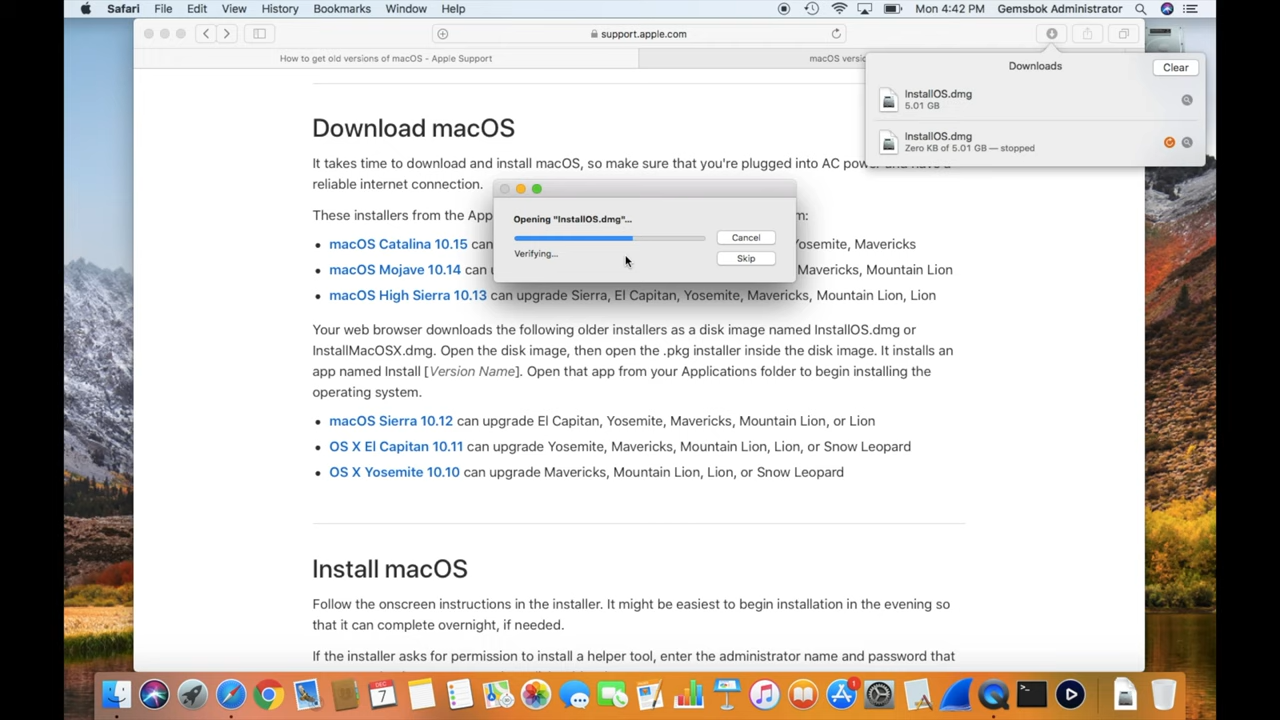 Safari File Edit View History Bookmarks Window Help Mon 4:42 PM Gemsbok Administrator
support.apple.com
How to get old versions of macOS - Apple Support
macOS versi
Downloads
Clear
InstallOS.dmg
5.01 GB
InstallOS.dmg
Zero KB of 5.01 GB — stopped
Download macOS
It takes time to download and install macOS, so make sure that you're plugged into AC power and have a
reliable internet connection.
These installers from the App m:
Opening "InstallOS.dmg"...
Cancel
Verifying...
Skip
• macOS Catalina 10.15 can Yosemite, Mavericks
• macOS Mojave 10.14 can u Mavericks, Mountain Lion
• macOS High Sierra 10.13 can upgrade Sierra, El Capitan, Yosemite, Mavericks, Mountain Lion, Lion
Your web browser downloads the following older installers as a disk image named InstallOS.dmg or
InstallMacOSX.dmg. Open the disk image, then open the .pkg installer inside the disk image. It installs an
app named Install [Version Name]. Open that app from your Applications folder to begin installing the
operating system.
• macOS Sierra 10.12 can upgrade El Capitan, Yosemite, Mavericks, Mountain Lion, or Lion
• OS X El Capitan 10.11 can upgrade Yosemite, Mavericks, Mountain Lion, Lion, or Snow Leopard
• OS X Yosemite 10.10 can upgrade Mavericks, Mountain Lion, Lion, or Snow Leopard
Install macOS
Follow the onscreen instructions in the installer. It might be easiest to begin installation in the evening so
that it can complete overnight, if needed.
If the installer asks for permission to install a helper tool, enter the administrator name and password that
7
1